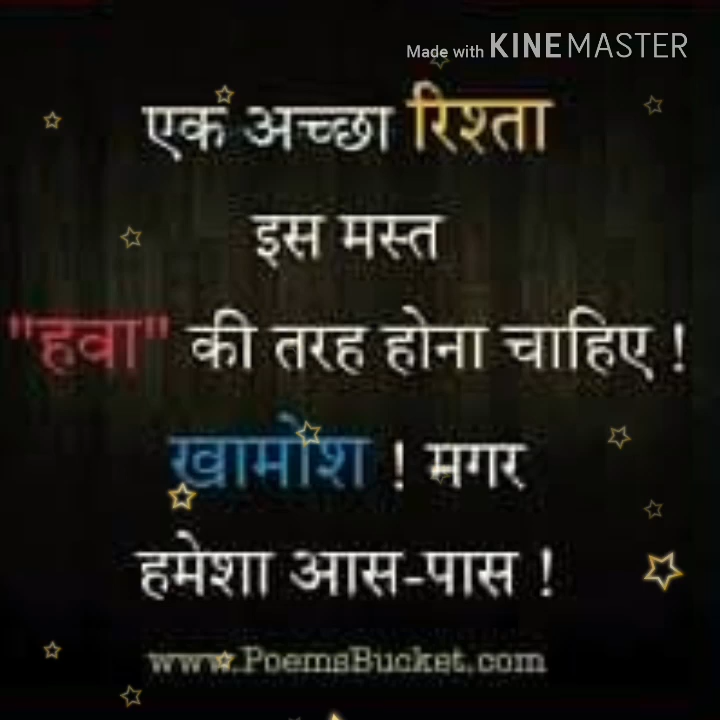 Made with KINEMASTER
एक अच्छा रिश्ता
इस मस्त
"हवा" की तरह होना चाहिए !
खामोश ! मगर
हमेशा आस-पास !
www.PoemsBucket.com